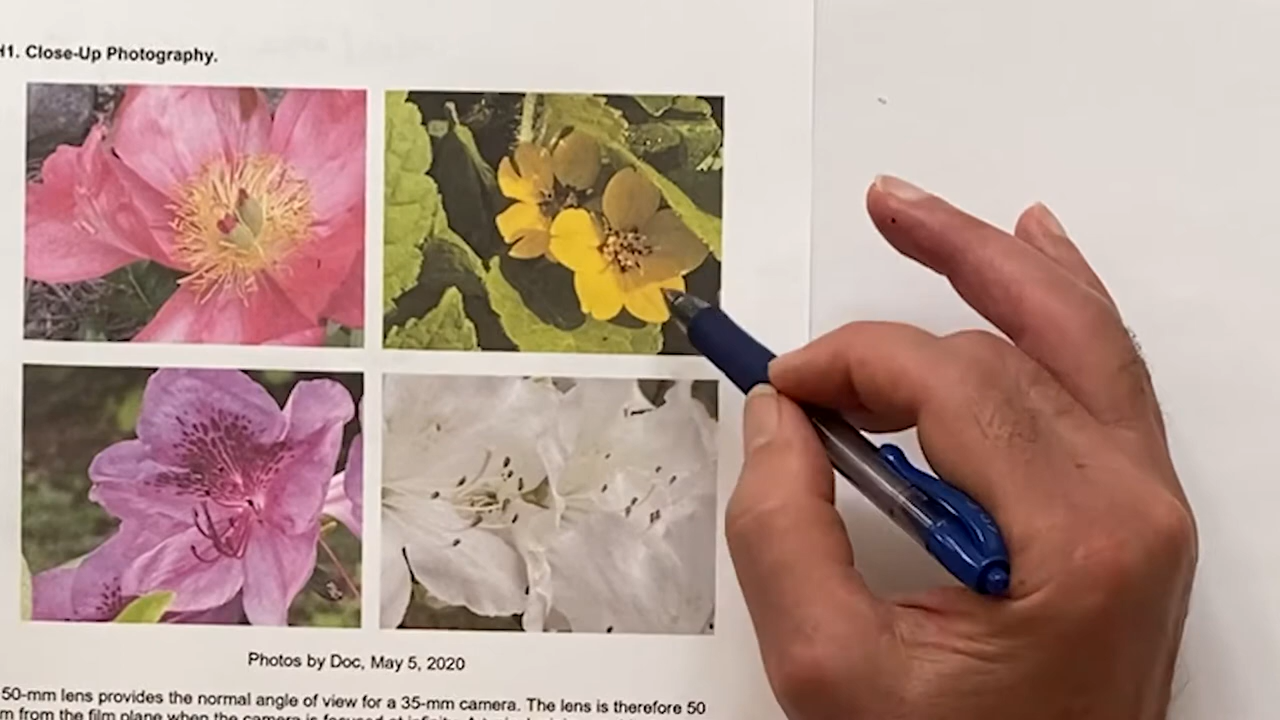 H1. Close-Up Photography.
Photos by Doc, May 5, 2020
50-mm lens provides the normal angle of view for a 35-mm camera. The lens is therefore 50
m from the film plane when the camera is focused at infinity.